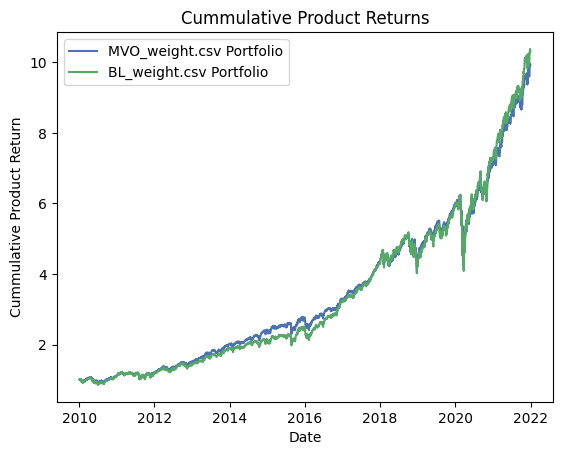 Cummulative Product Returns
MVO_weight.csv Portfolio
BL_weight.csv Portfolio
Cummulative Product Return
10
8
6
4
2
2010 2012 2014 2016 2018 2020 2022
Date